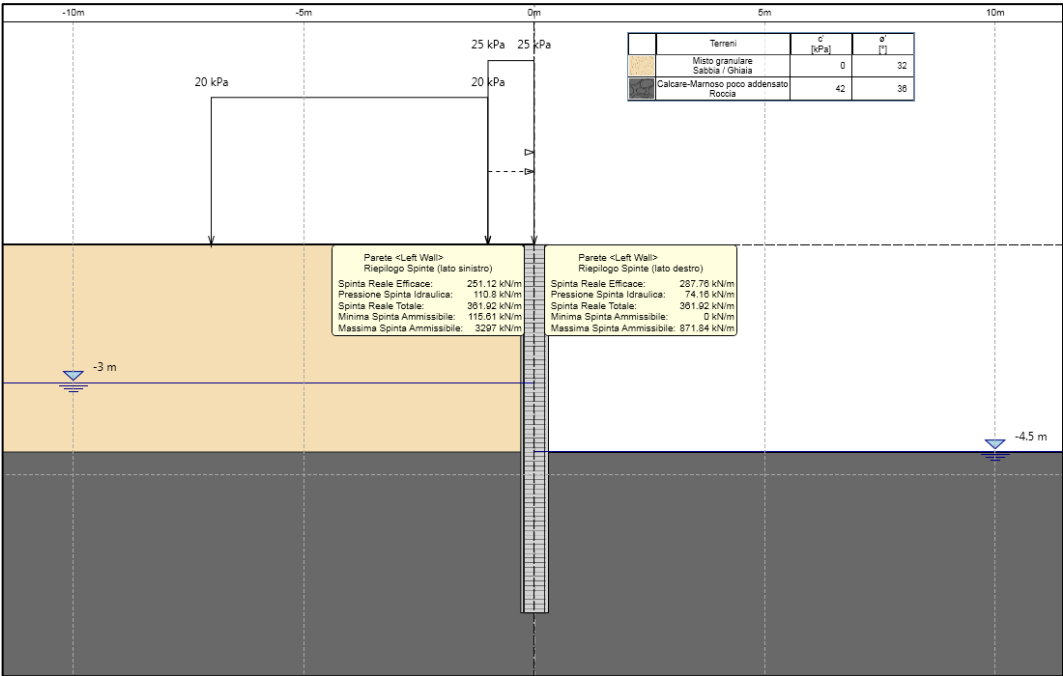 -10m -5m 0m 5m 10m
25 kPa 25 kPa
20 kPa 20 kPa
Terreni c' [kPa] ø' [°]
Misto granulare
Sabbia / Ghiaia 0 32
Calcare-Marnoso poco addensato
Roccia 42 36
Parete <Left Wall>
Riepilogo Spinte (lato sinistro)
Spinta Reale Efficace: 251.12 kN/m
Pressione Spinta Idraulica: 110.8 kN/m
Spinta Reale Totale: 361.92 kN/m
Minima Spinta Ammissibile: 115.61 kN/m
Massima Spinta Ammissibile: 3297 kN/m
Parete <Left Wall>
Riepilogo Spinte (lato destro)
Spinta Reale Efficace: 287.76 kN/m
Pressione Spinta Idraulica: 74.16 kN/m
Spinta Reale Totale: 361.92 kN/m
Minima Spinta Ammissibile: 0 kN/m
Massima Spinta Ammissibile: 871.84 kN/m
-3 m
-4.5 m